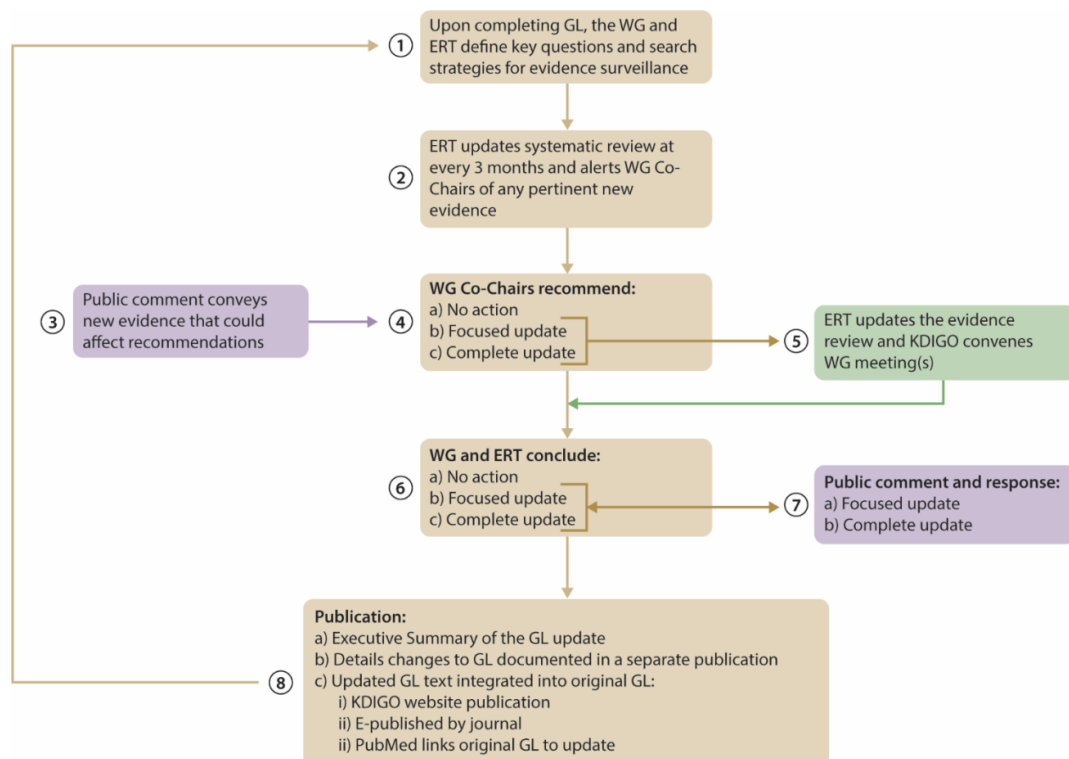 1
Upon completing GL, the WG and
ERT define key questions and search
strategies for evidence surveillance
2
ERT updates systematic review at
every 3 months and alerts WG Co-
Chairs of any pertinent new
evidence
3
Public comment conveys
new evidence that could
affect recommendations
4
WG Co-Chairs recommend:
a) No action
b) Focused update
c) Complete update
5
ERT updates the evidence
review and KDIGO convenes
WG meeting(s)
6
WG and ERT conclude:
a) No action
b) Focused update
c) Complete update
7
Public comment and response:
a) Focused update
b) Complete update
8
Publication:
a) Executive Summary of the GL update
b) Details changes to GL documented in a separate publication
c) Updated GL text integrated into original GL:
i) KDIGO website publication
ii) E-published by journal
ii) PubMed links original GL to update